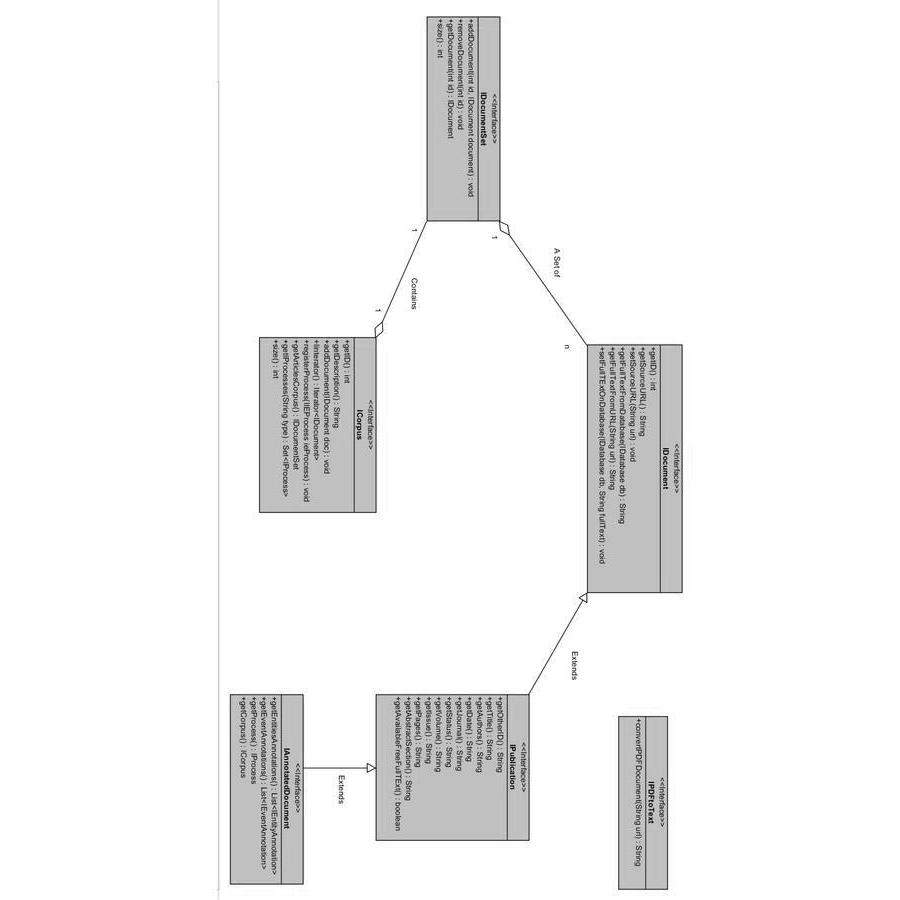 <<Interface>>
IDocumentSet
+addDocument(int id, IDocument document) : void
+removeDocument(int id) : void
+getDocument(int id) : IDocument
+size() : int
1
A Set of
n
<<Interface>>
IDocument
+getID() : int
+getSourceURL() : String
+setSourceURL(String url) : void
+getFullTextFromDatabase(IDatabase db) : String
+getFullTextFromURL(String url) : String
+setFullTExtOnDatabase(IDatabase db, String fullText) : void
1
Contains
1
<<Interface>>
ICorpus
+getID() : int
+getDescription() : String
+addDocument(IDocument doc) : void
+iinterator() : Iterator<IDocument>
+registerProcess(IIEProcess ieProcess) : void
+getArticlesCorpus() : IDocumentSet
+getIProcesses(String type) : Set<IProcess>
+size() : int
Extends
<<Interface>>
IPDFtoText
+convertPDFDocument(String url) : String
<<Interface>>
IPublication
+getOtherID() : String
+getTitle() : String
+getAuthors() : String
+getDate() : String
+getJournal() : String
+getStatus() : String
+getVolume() : String
+getIssue() : String
+getPages() : String
+getAbstractSection() : String
+getAvailableFreeFullTExt() : boolean
Extends
<<Interface>>
IAnnotatedDocument
+getEntitiesAnnotations() : List<IEntityAnnotation>
+getEventAnnotations() : List<IEventAnnotation>
+getProcess() : IProcess
+getCorpus() : ICorpus